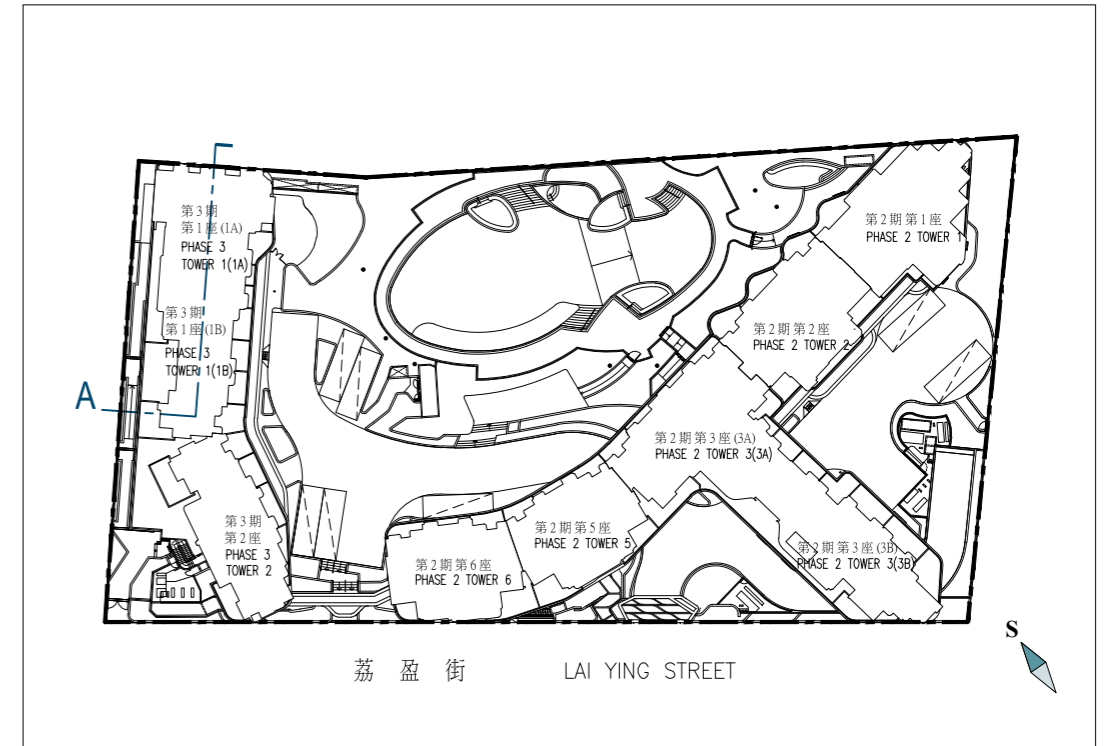 第3期
第1座(1A)
PHASE 3
TOWER 1(1A)
第3期
第1座(1B)
PHASE 3
TOWER 1(1B)
A
第3期
第2座
PHASE 3
TOWER 2
第2期第6座
PHASE 2 TOWER 6
第2期第5座
PHASE 2 TOWER 5
第2期第3座(3A)
PHASE 2 TOWER 3(3A)
第2期第3座(3B)
PHASE 2 TOWER 3(3B)
第2期第2座
PHASE 2 TOWER 2
第2期第1座
PHASE 2 TOWER 1
S
荔盈街 LAI YING STREET